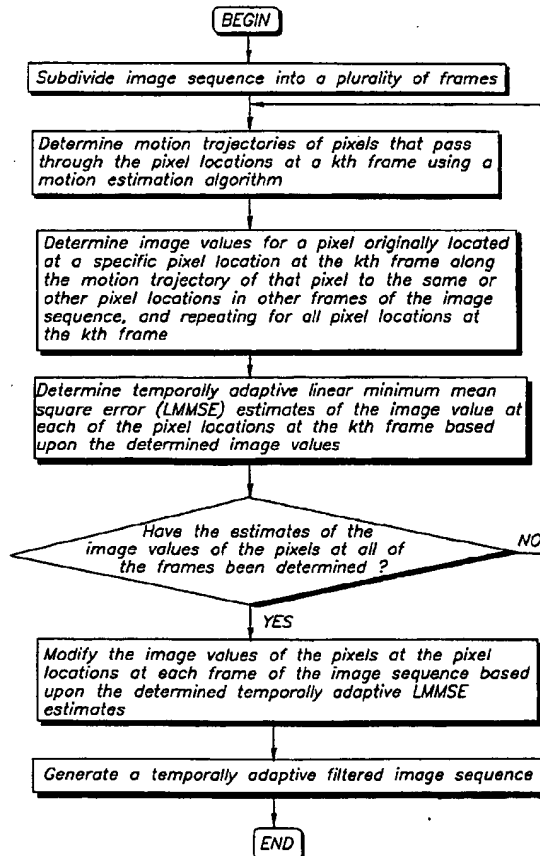 BEGIN
Subdivide image sequence into a plurality of frames
Determine motion trajectories of pixels that pass
through the pixel locations at a kth frame using a
motion estimation algorithm
Determine image values for a pixel originally located
at a specific pixel location at the kth frame along
the motion trajectory of that pixel to the same or
other pixel locations in other frames of the image
sequence, and repeating for all pixel locations at
the kth frame
Determine temporally adaptive linear minimum mean
square error (LMMSE) estimates of the image value at
each of the pixel locations at the kth frame based
upon the determined image values
Have the estimates of the
image values of the pixels at all of
the frames been determined ?
NO
YES
Modify the image values of the pixels at the pixel
locations at each frame of the image sequence based
upon the determined temporally adaptive LMMSE
estimates
Generate a temporally adaptive filtered image sequence
END